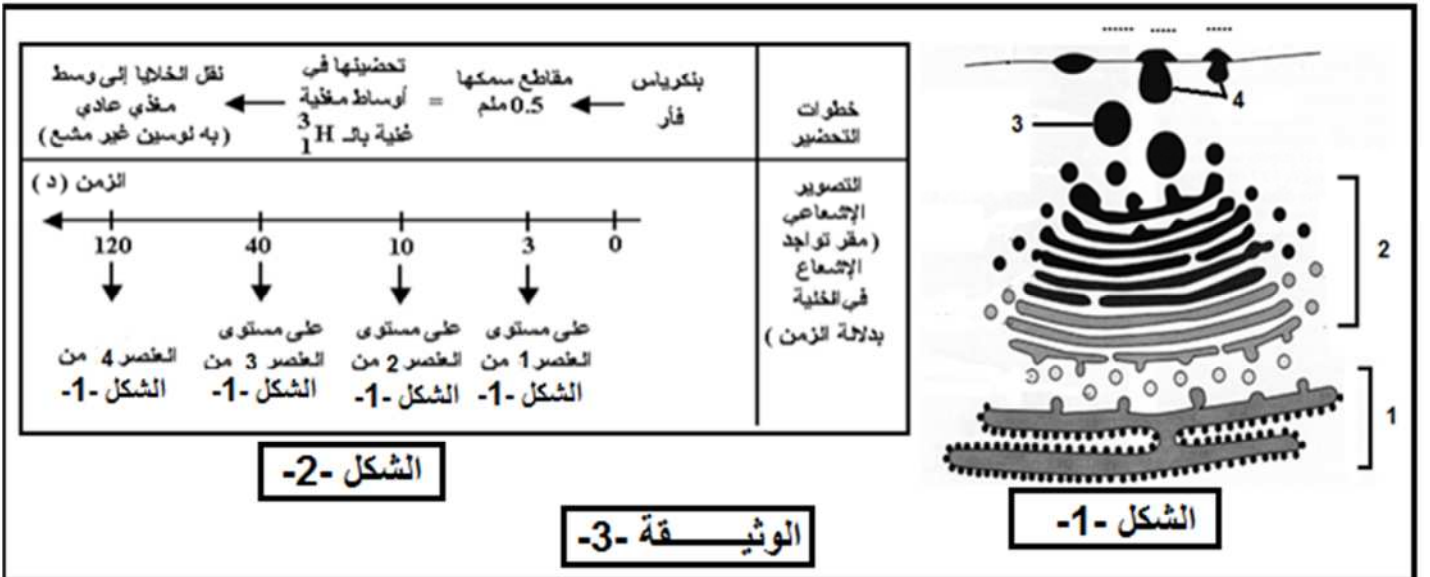 خطوات
التحضير
بنكرياس
فأر
مقاطع سمكها
0.5 ملم
=
تحضينها في
أوساط مغذية
غنية بالـ ³₁H
نقل الخلايا إلى وسط
مغذي عادي
(به لوسين غير مشع)
التصوير
الإشعاعي
(مقر تواجد
الإشعاع
في الخلية
بدلالة الزمن)
الزمن (د)
0
3
10
40
120
على مستوى
العنصر 1 من
الشكل -1-
على مستوى
العنصر 2 من
الشكل -1-
على مستوى
العنصر 3 من
الشكل -1-
العنصر 4 من
الشكل -1-
الشكل -2-
...... ..... .....
4
3
2
1
الشكل -1-
الوثيـــــــقة -3-